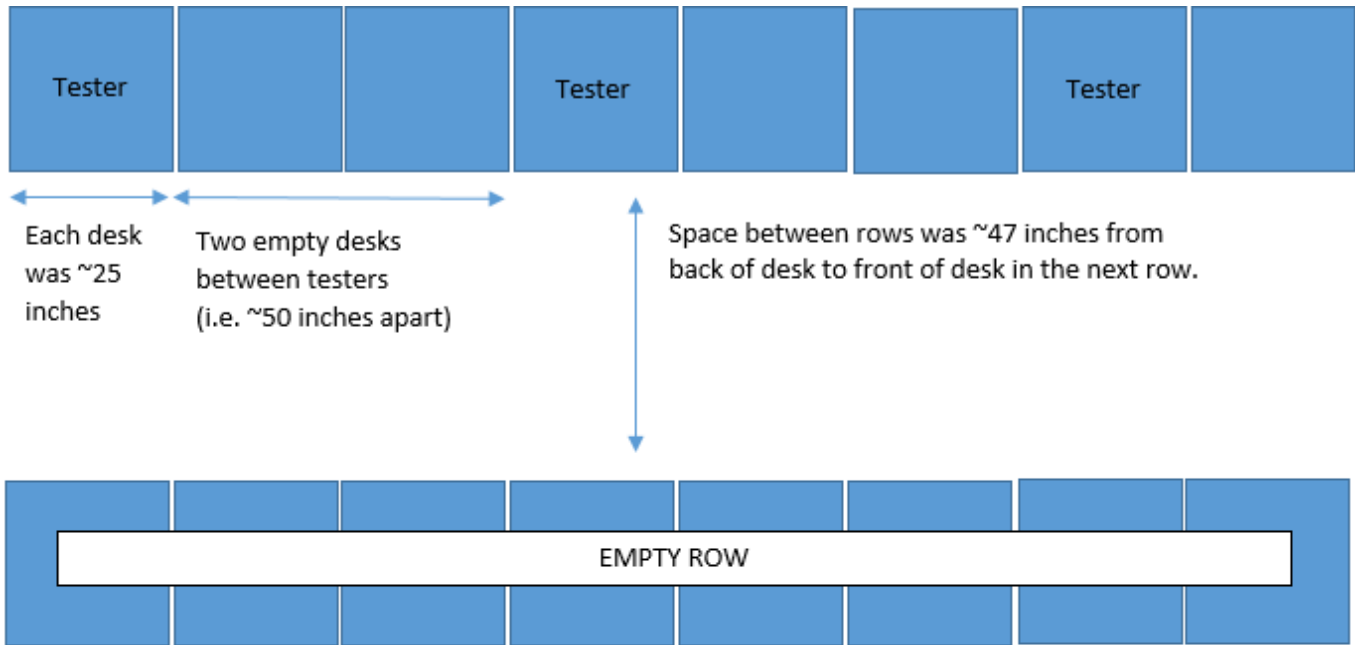 Tester
Tester
Tester
Each desk
was ~25
inches
Two empty desks
between testers
(i.e. ~50 inches apart)
Space between rows was ~47 inches from
back of desk to front of desk in the next row.
EMPTY ROW